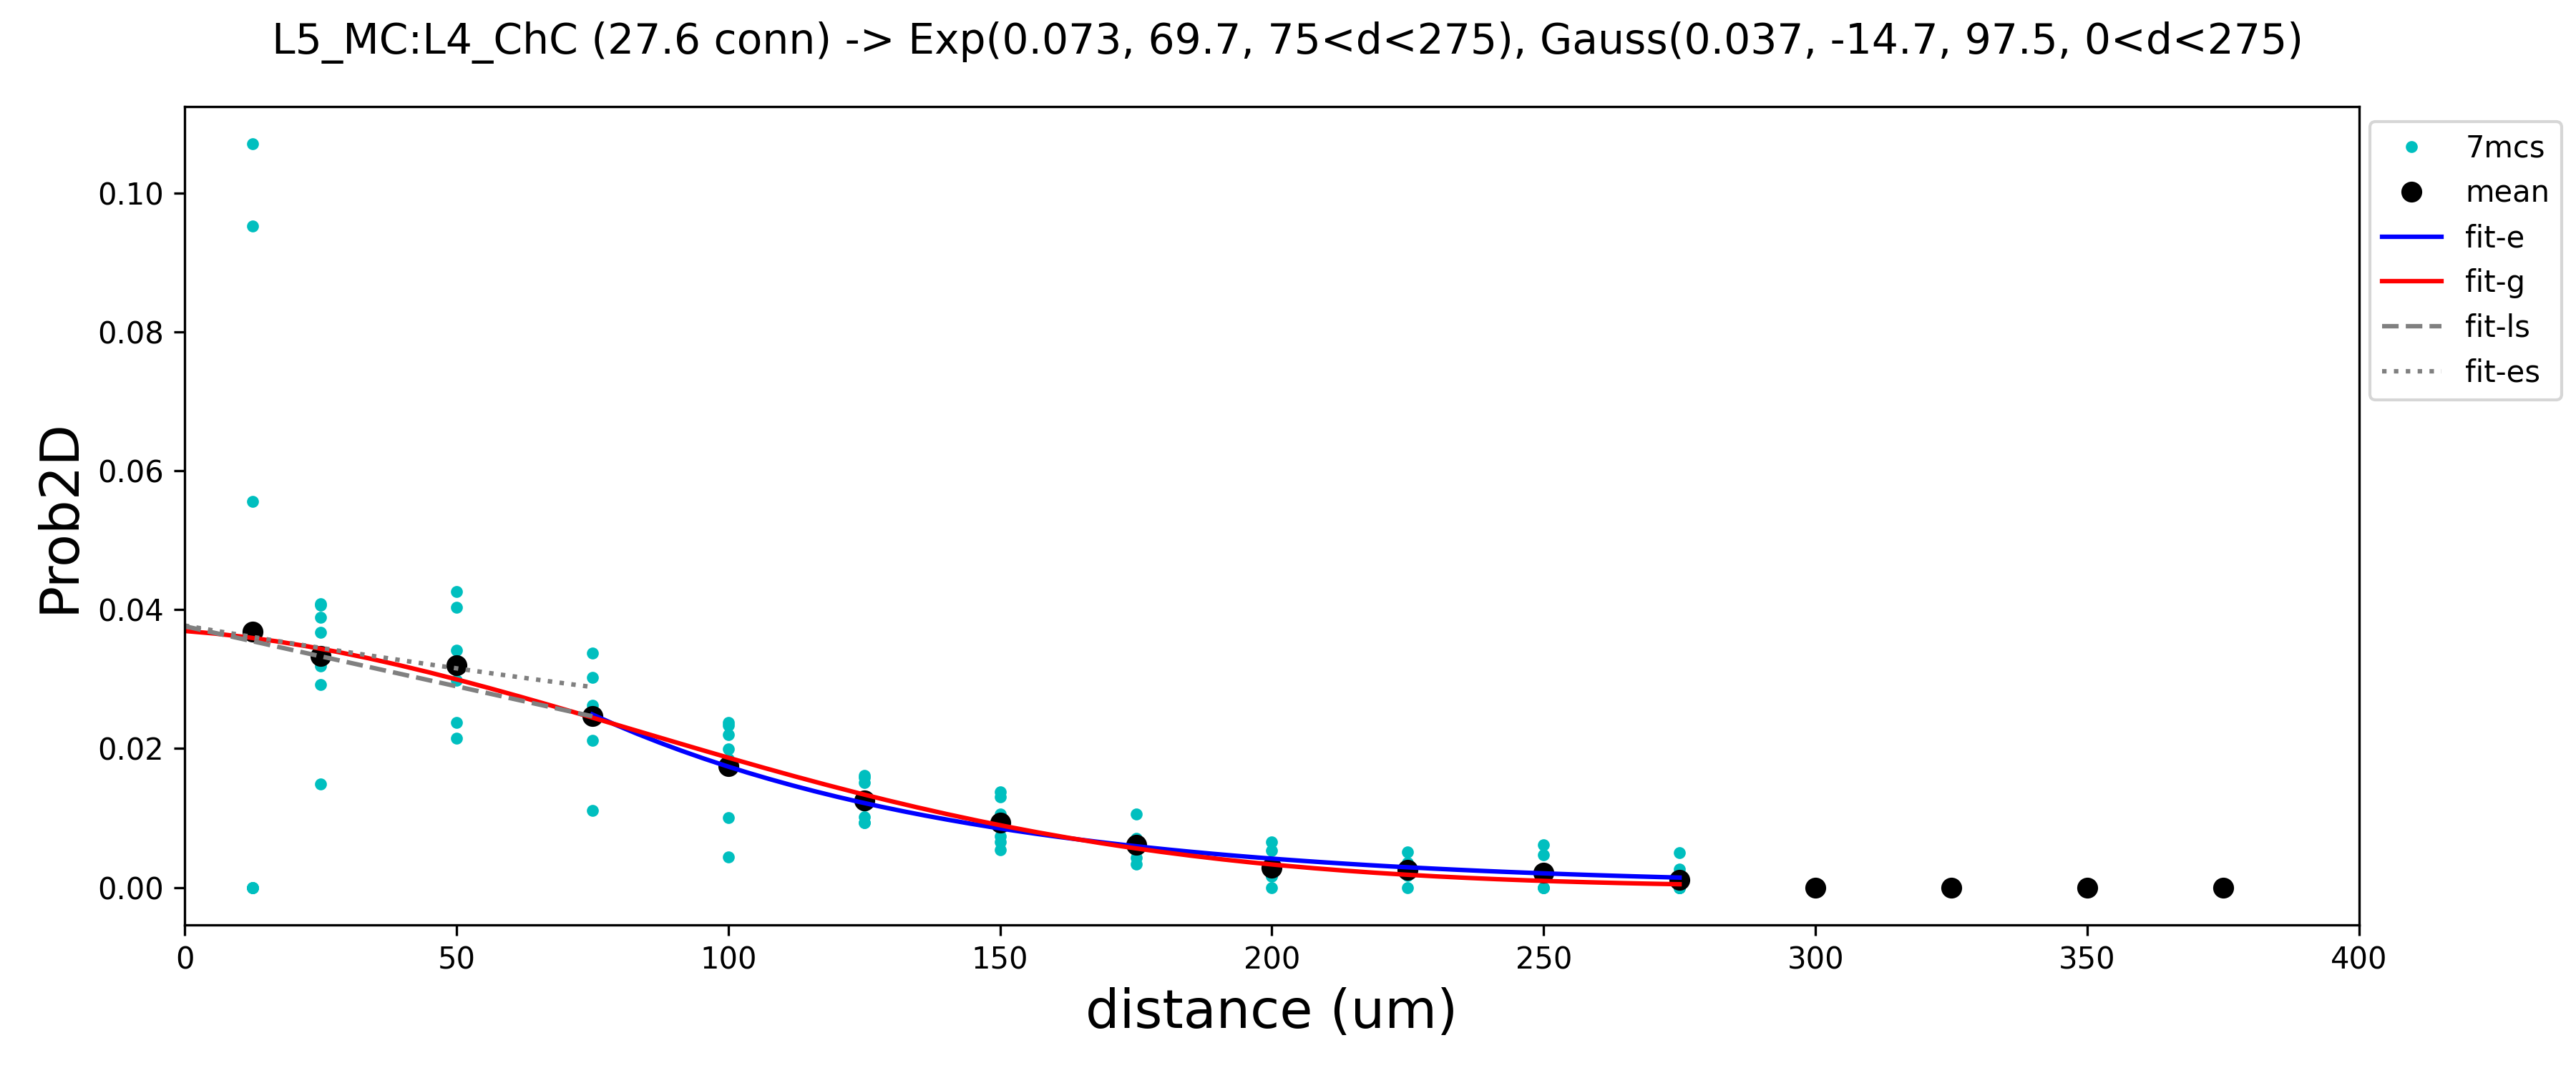 L5_MC:L4_ChC (27.6 conn) -> Exp(0.073, 69.7, 75<d<275), Gauss(0.037, -14.7, 97.5, 0<d<275)
7mcs
mean
fit-e
fit-g
fit-ls
fit-es
Prob2D
0.10
0.08
0.06
0.04
0.02
0.00
0 50 100 150 200 250 300 350 400
distance (um)